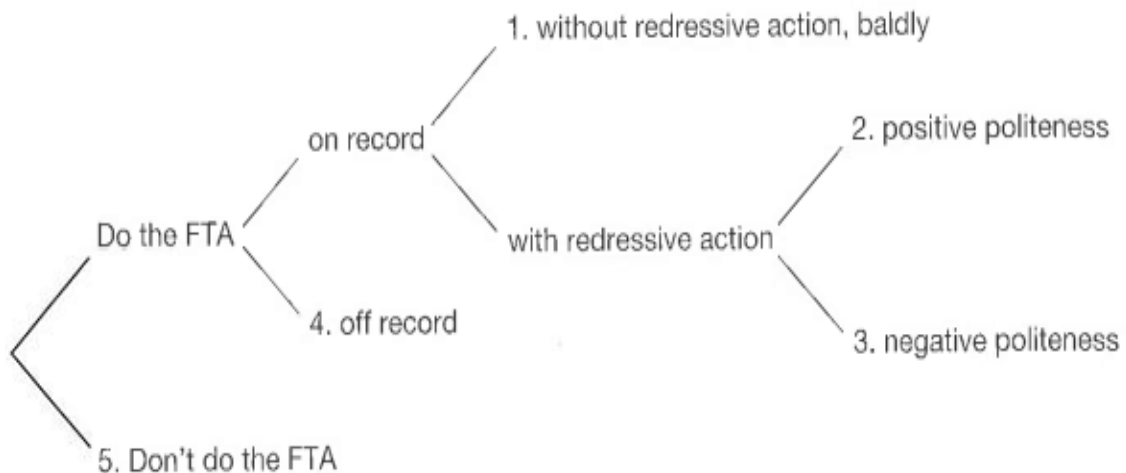 1. without redressive action, baldly
on record
2. positive politeness
Do the FTA
with redressive action
4. off record
3. negative politeness
5. Don't do the FTA